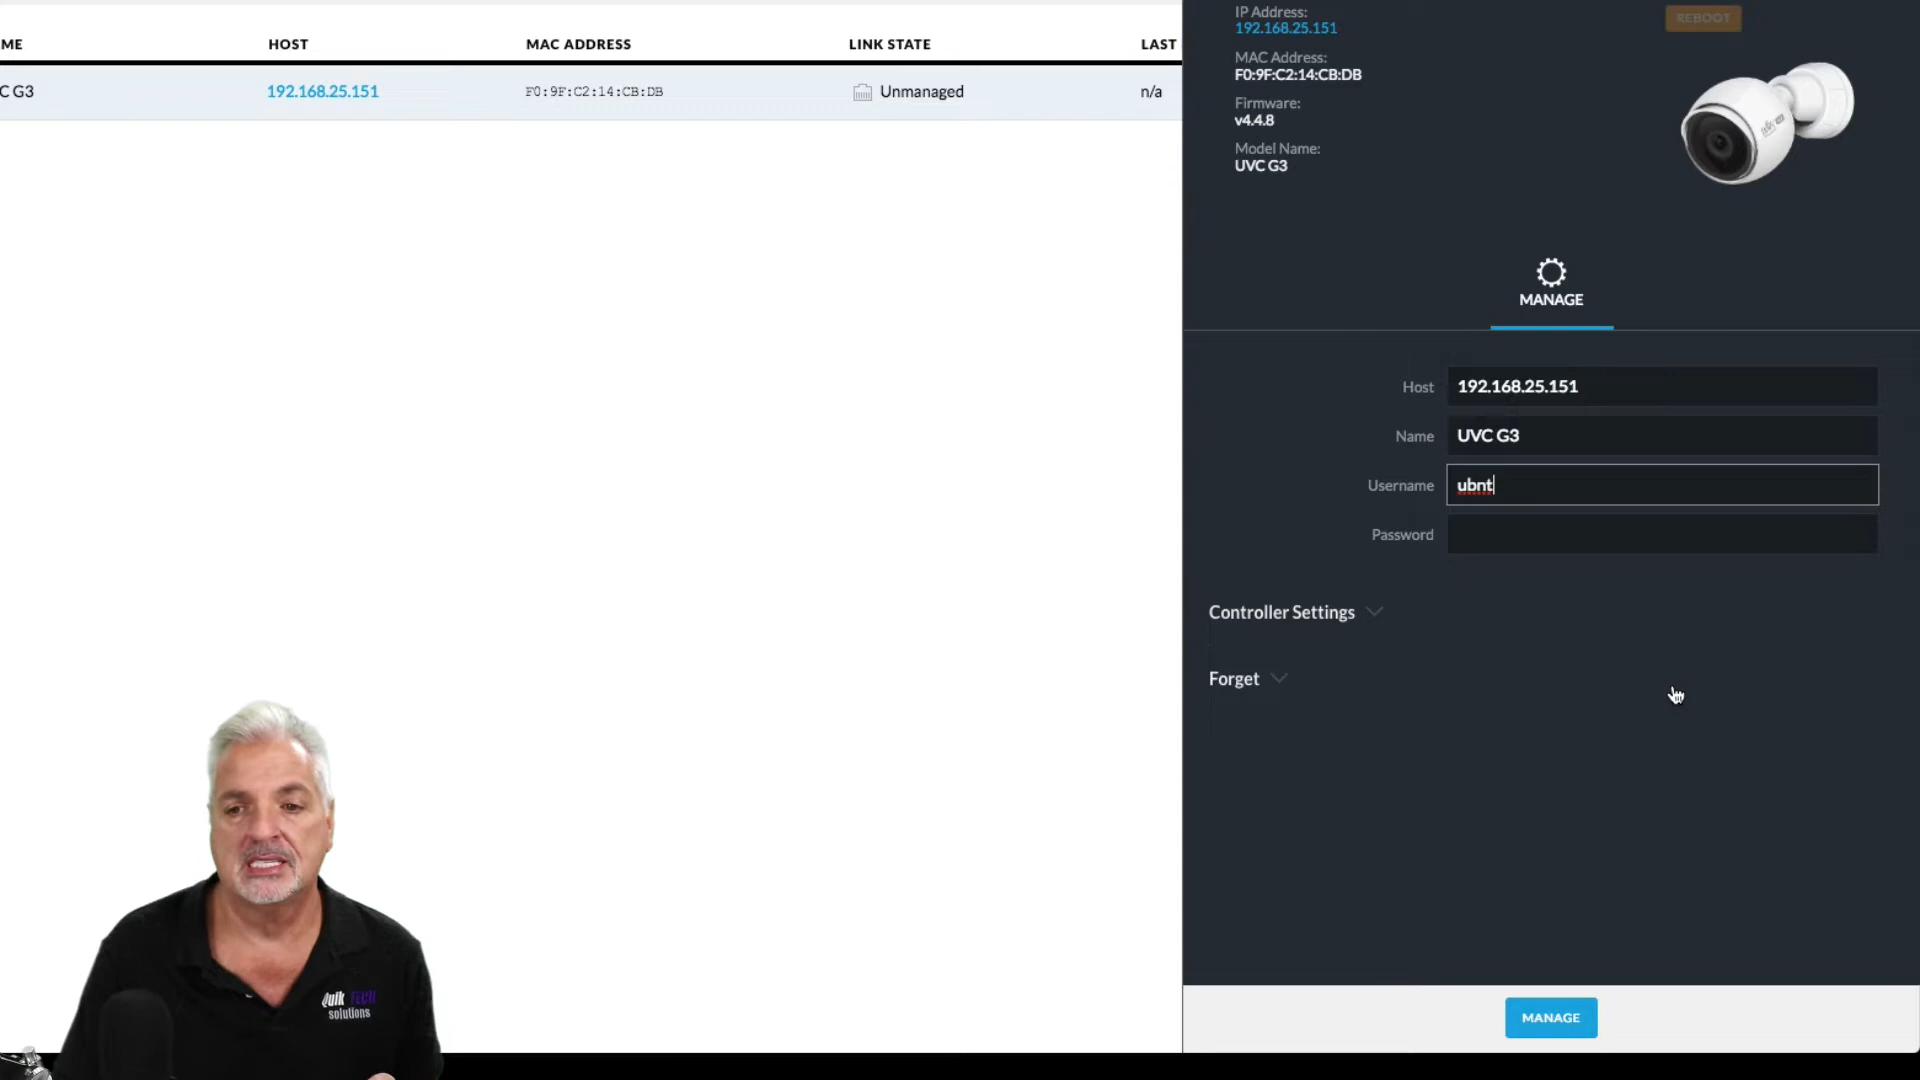 ME HOST MAC ADDRESS LINK STATE LAST
C G3 192.168.25.151 F0:9F:C2:14:CB:DB Unmanaged n/a
IP Address:
192.168.25.151
REBOOT
MAC Address:
F0:9F:C2:14:CB:DB
Firmware:
v4.4.8
Model Name:
UVC G3
MANAGE
Host 192.168.25.151
Name UVC G3
Username ubnt
Password
Controller Settings
Forget
MANAGE
Quik TECH
solutions